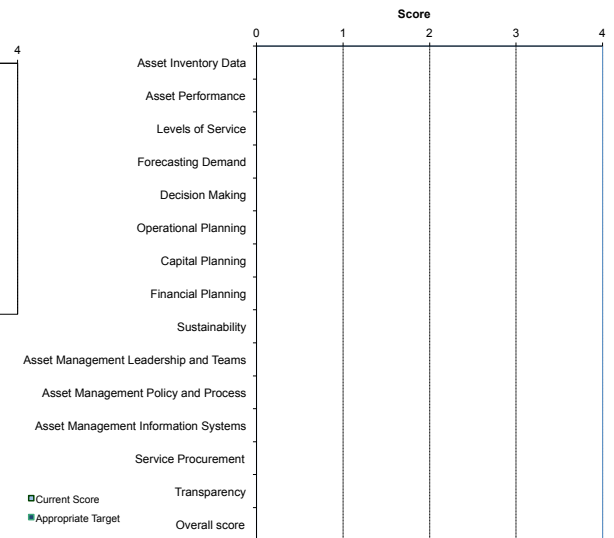 Score
0 1 2 3 4
4
Asset Inventory Data
Asset Performance
Levels of Service
Forecasting Demand
Decision Making
Operational Planning
Capital Planning
Financial Planning
Sustainability
Asset Management Leadership and Teams
Asset Management Policy and Process
Asset Management Information Systems
Service Procurement
Transparency
Overall score
Current Score
Appropriate Target